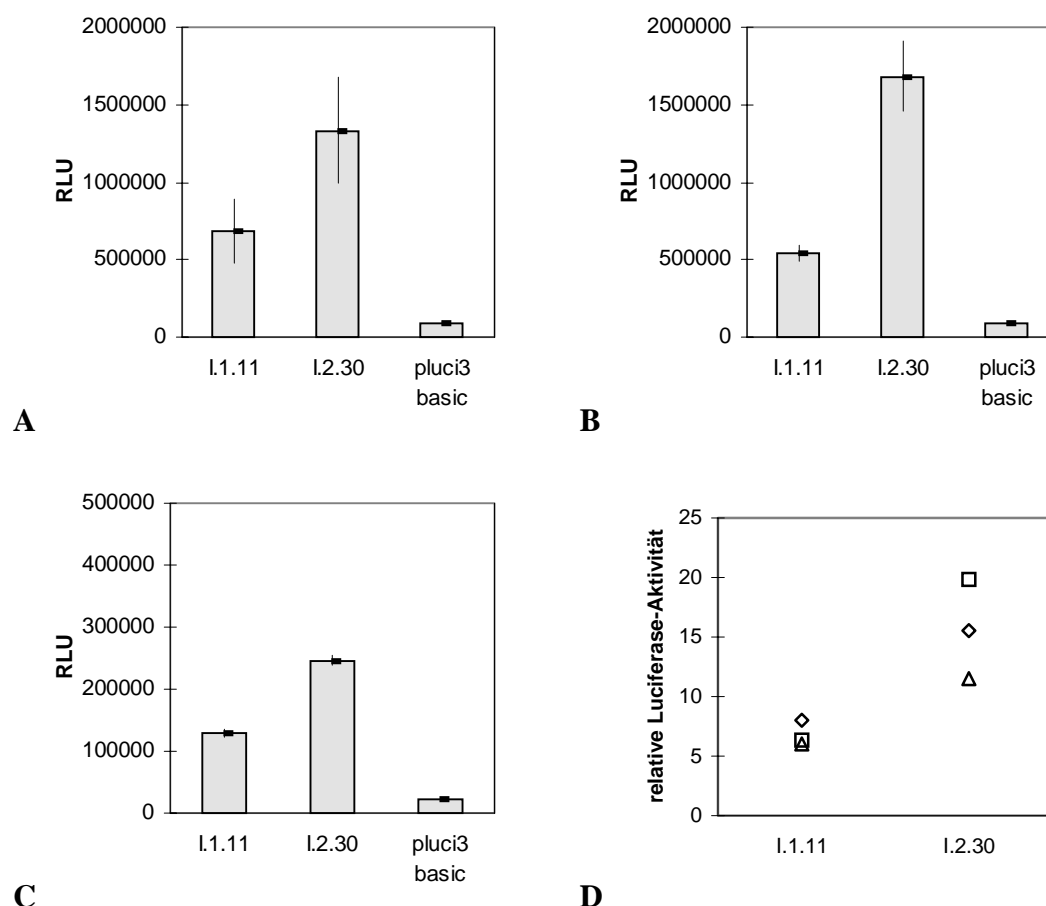 2000000
1500000
1000000
500000
0
RLU
I.1.11 I.2.30 pluci3
basic
A
2000000
1500000
1000000
500000
0
RLU
I.1.11 I.2.30 pluci3
basic
B
500000
400000
300000
200000
100000
0
RLU
I.1.11 I.2.30 pluci3
basic
C
25
20
15
10
5
0
relative Luciferase-Aktivität
I.1.11 I.2.30
D